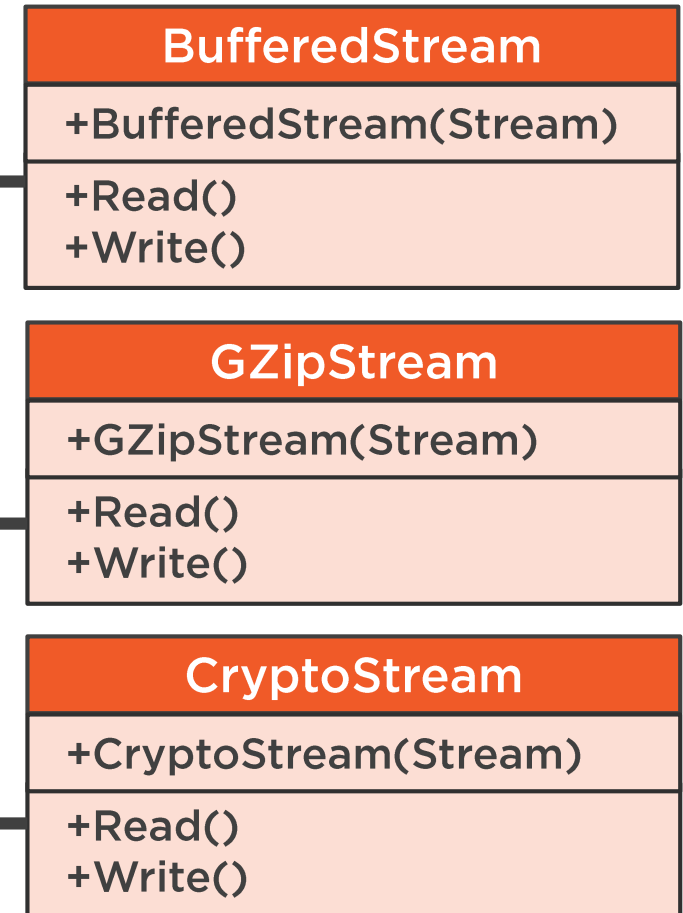 BufferedStream
+BufferedStream(Stream)
+Read()
+Write()
GZipStream
+GZipStream(Stream)
+Read()
+Write()
CryptoStream
+CryptoStream(Stream)
+Read()
+Write()